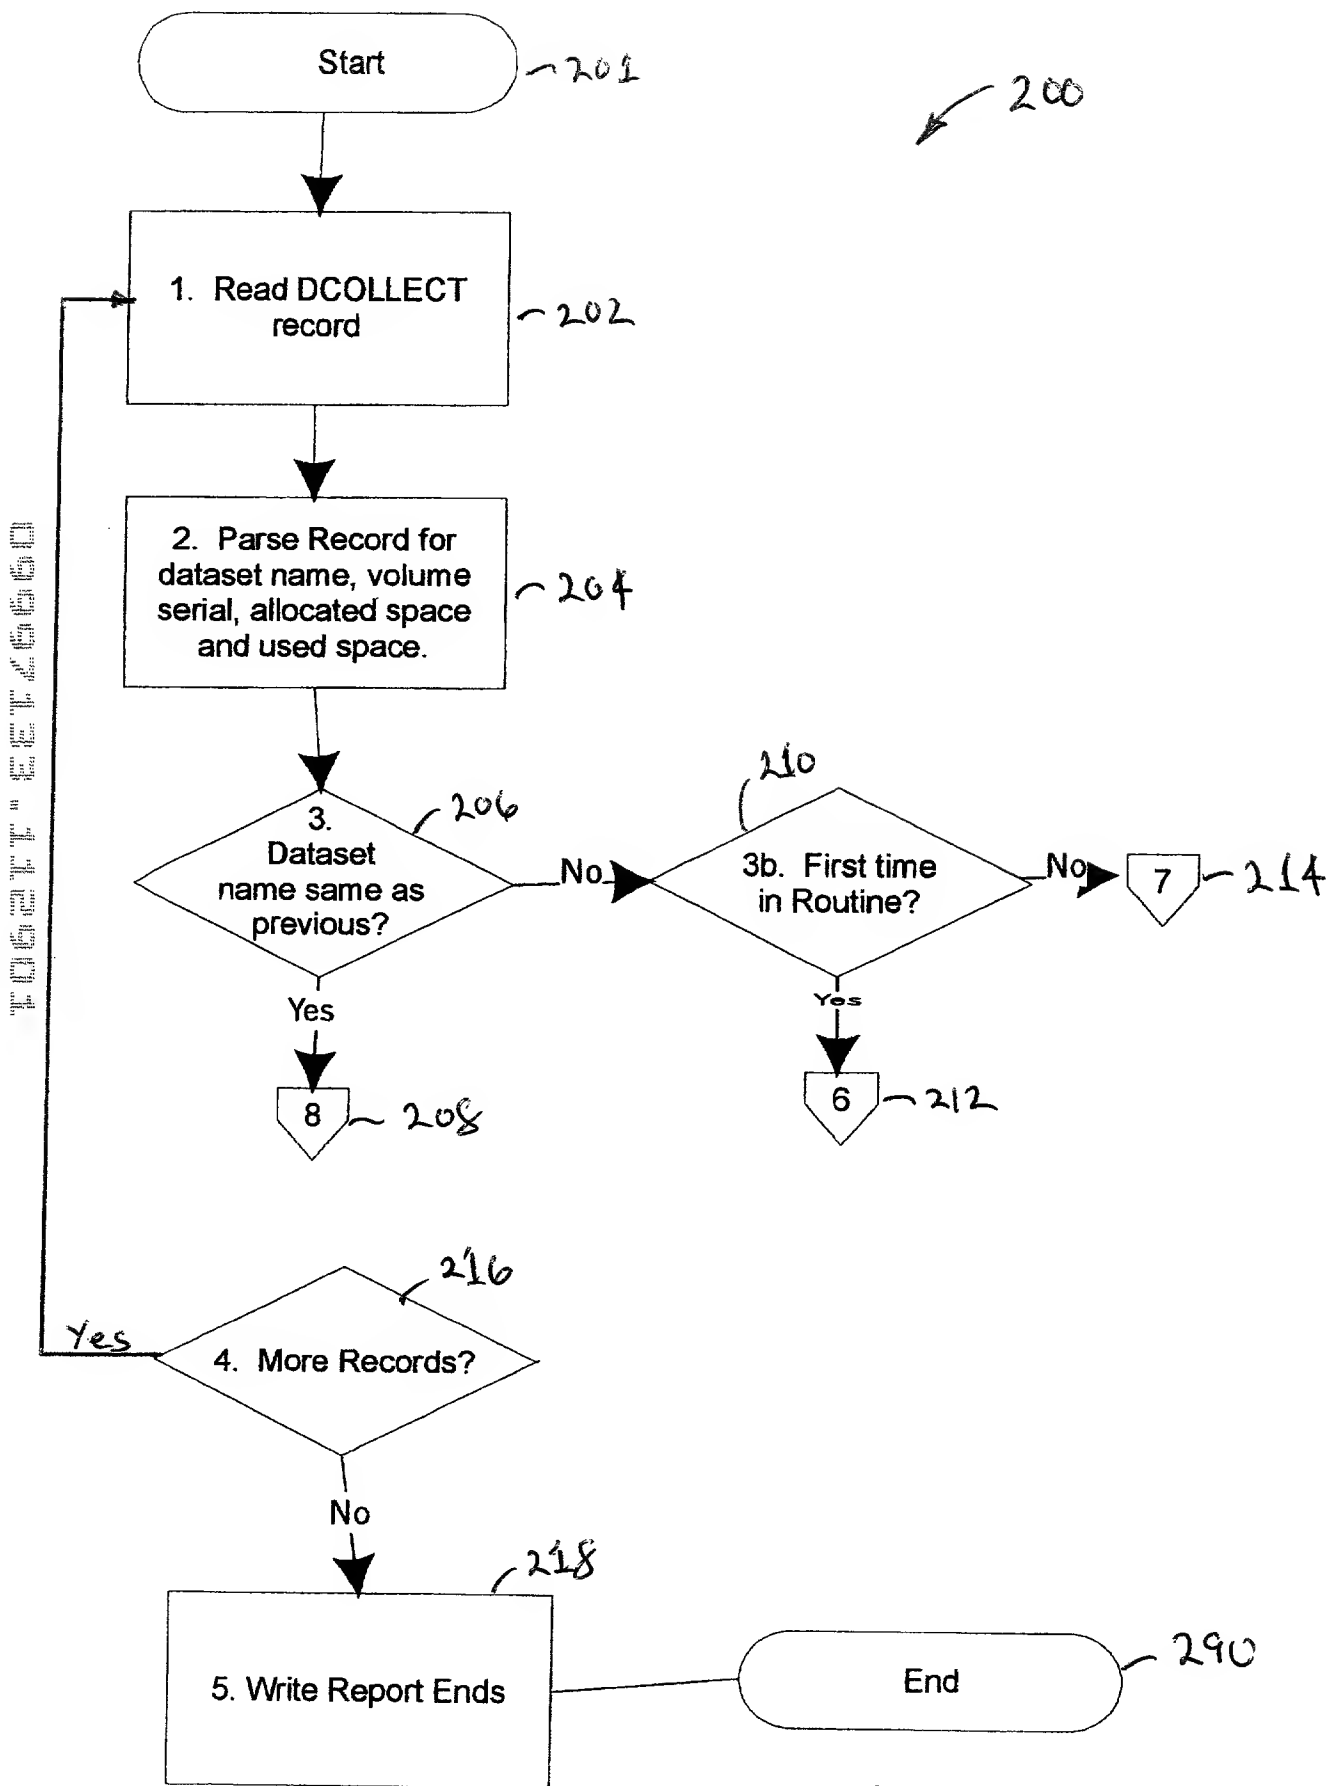 Start
201
200
1. Read DCOLLECT
record
202
2. Parse Record for
dataset name, volume
serial, allocated space
and used space.
204
3.
Dataset
name same as
previous?
206
No
210
3b. First time
in Routine?
No
7
214
Yes
8
208
Yes
6
212
216
4. More Records?
Yes
No
218
5. Write Report Ends
End
290